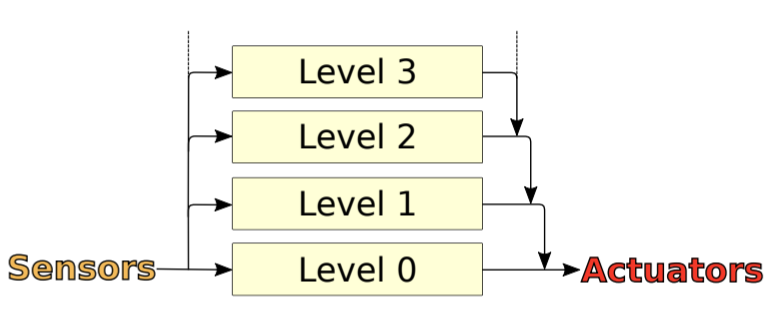 Level 3
Level 2
Level 1
Sensors
Level 0
Actuators